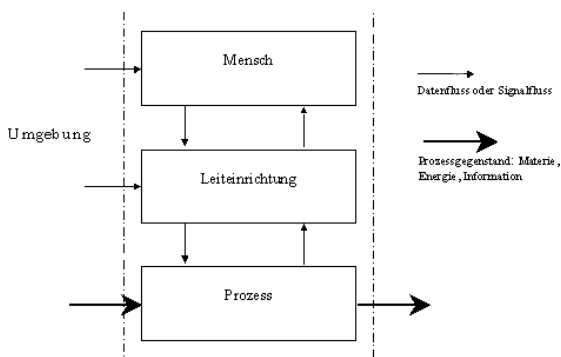 Mensch
Umgebung
Leiteinrichtung
Prozess
Datenfluss oder Signalfluss
Prozessgegenstand: Materie,
Energie, Information